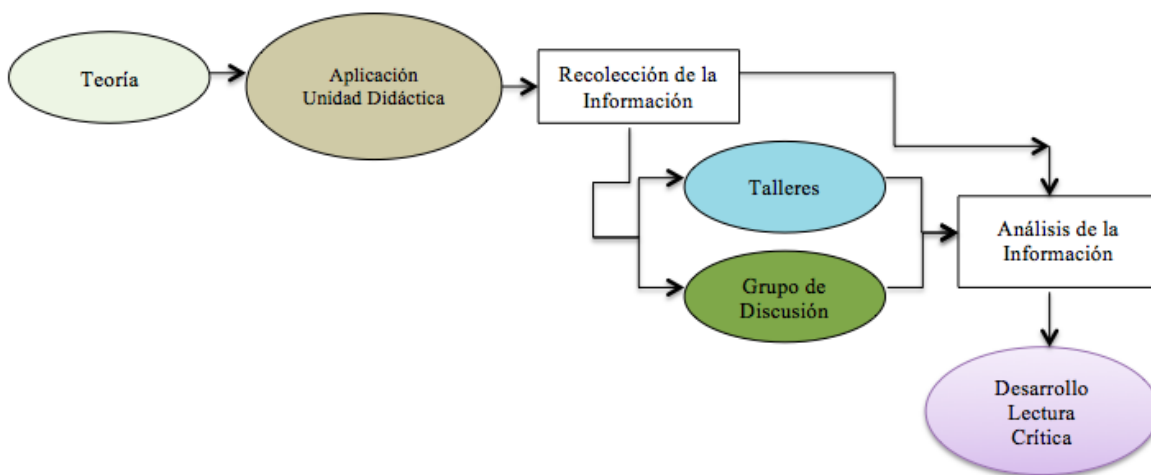 Teoría
Aplicación
Unidad Didáctica
Recolección de la
Información
Talleres
Grupo de
Discusión
Análisis de la
Información
Desarrollo
Lectura
Crítica